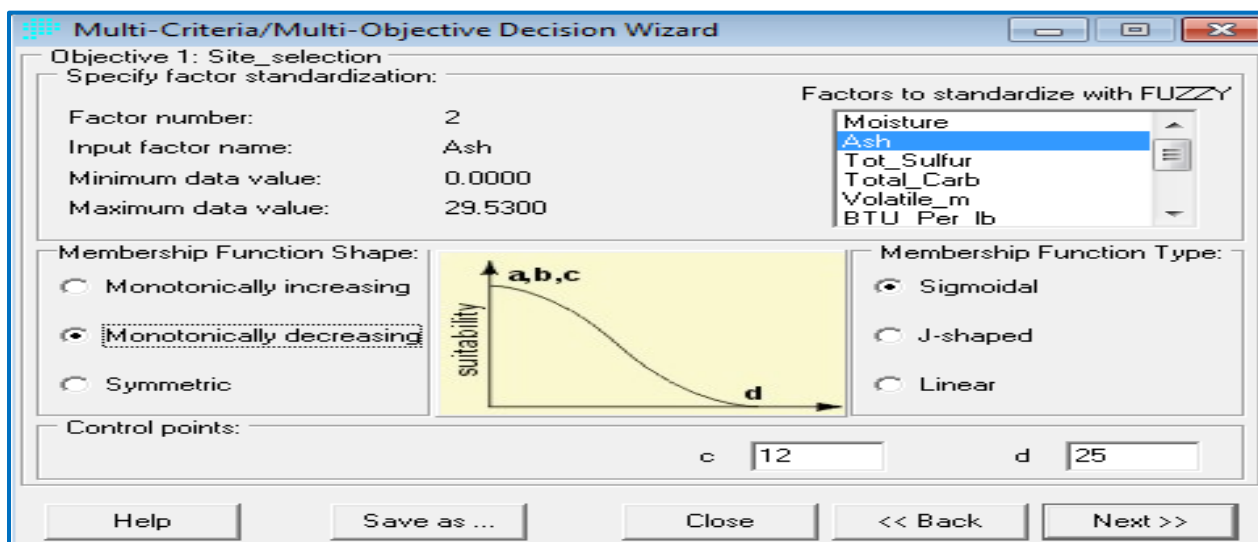 Multi-Criteria/Multi-Objective Decision Wizard
Objective 1: Site_selection
Specify factor standardization:
Factor number: 2
Input factor name: Ash
Minimum data value: 0.0000
Maximum data value: 29.5300
Factors to standardize with FUZZY
Moisture
Ash
Tot_Sulfur
Total_Carb
Volatile_m
BTU_Per_lb
Membership Function Shape:
Monotonically increasing
Monotonically decreasing
Symmetric
suitability
a,b,c
d
Membership Function Type:
Sigmoidal
J-shaped
Linear
Control points:
c 12 d 25
Help Save as ... Close << Back Next >>